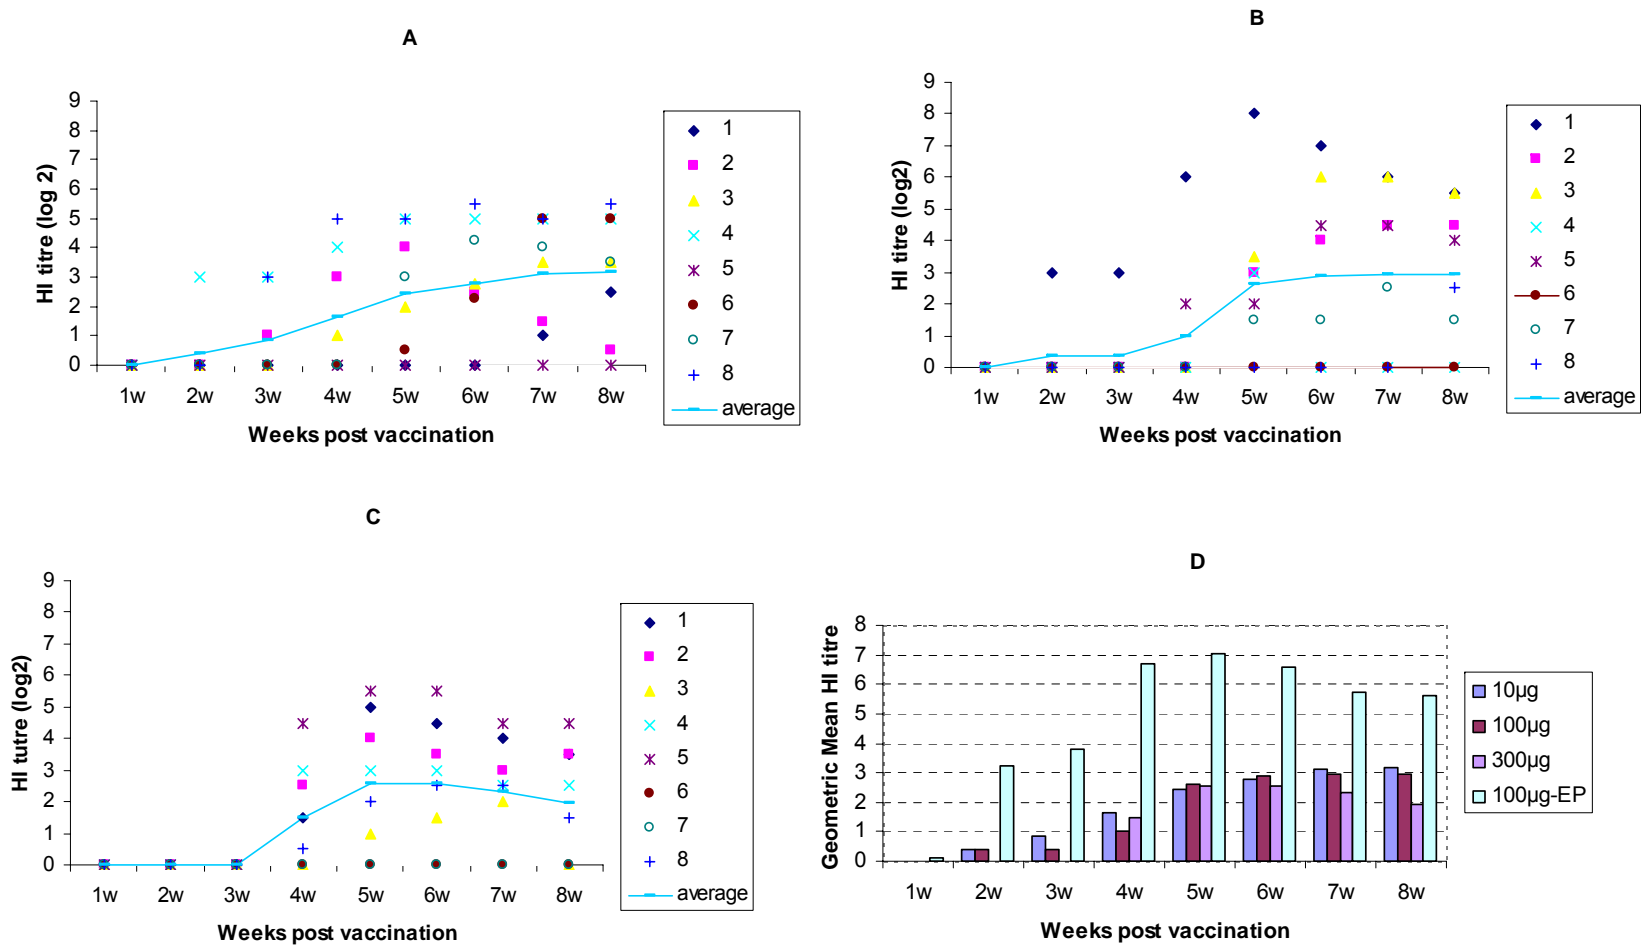 A
HI titre (log 2)
9
8
7
6
5
4
3
2
1
0
1w 2w 3w 4w 5w 6w 7w 8w
Weeks post vaccination
1
2
3
4
5
6
7
8
average
B
HI titre (log2)
9
8
7
6
5
4
3
2
1
0
1w 2w 3w 4w 5w 6w 7w 8w
Weeks post vaccination
1
2
3
4
5
6
7
8
average
C
HI tutre (log2)
9
8
7
6
5
4
3
2
1
0
1w 2w 3w 4w 5w 6w 7w 8w
Weeks post vaccination
1
2
3
4
5
6
7
8
average
D
Geometric Mean HI titre
8
7
6
5
4
3
2
1
0
1w 2w 3w 4w 5w 6w 7w 8w
Weeks post vaccination
10µg
100µg
300µg
100µg-EP